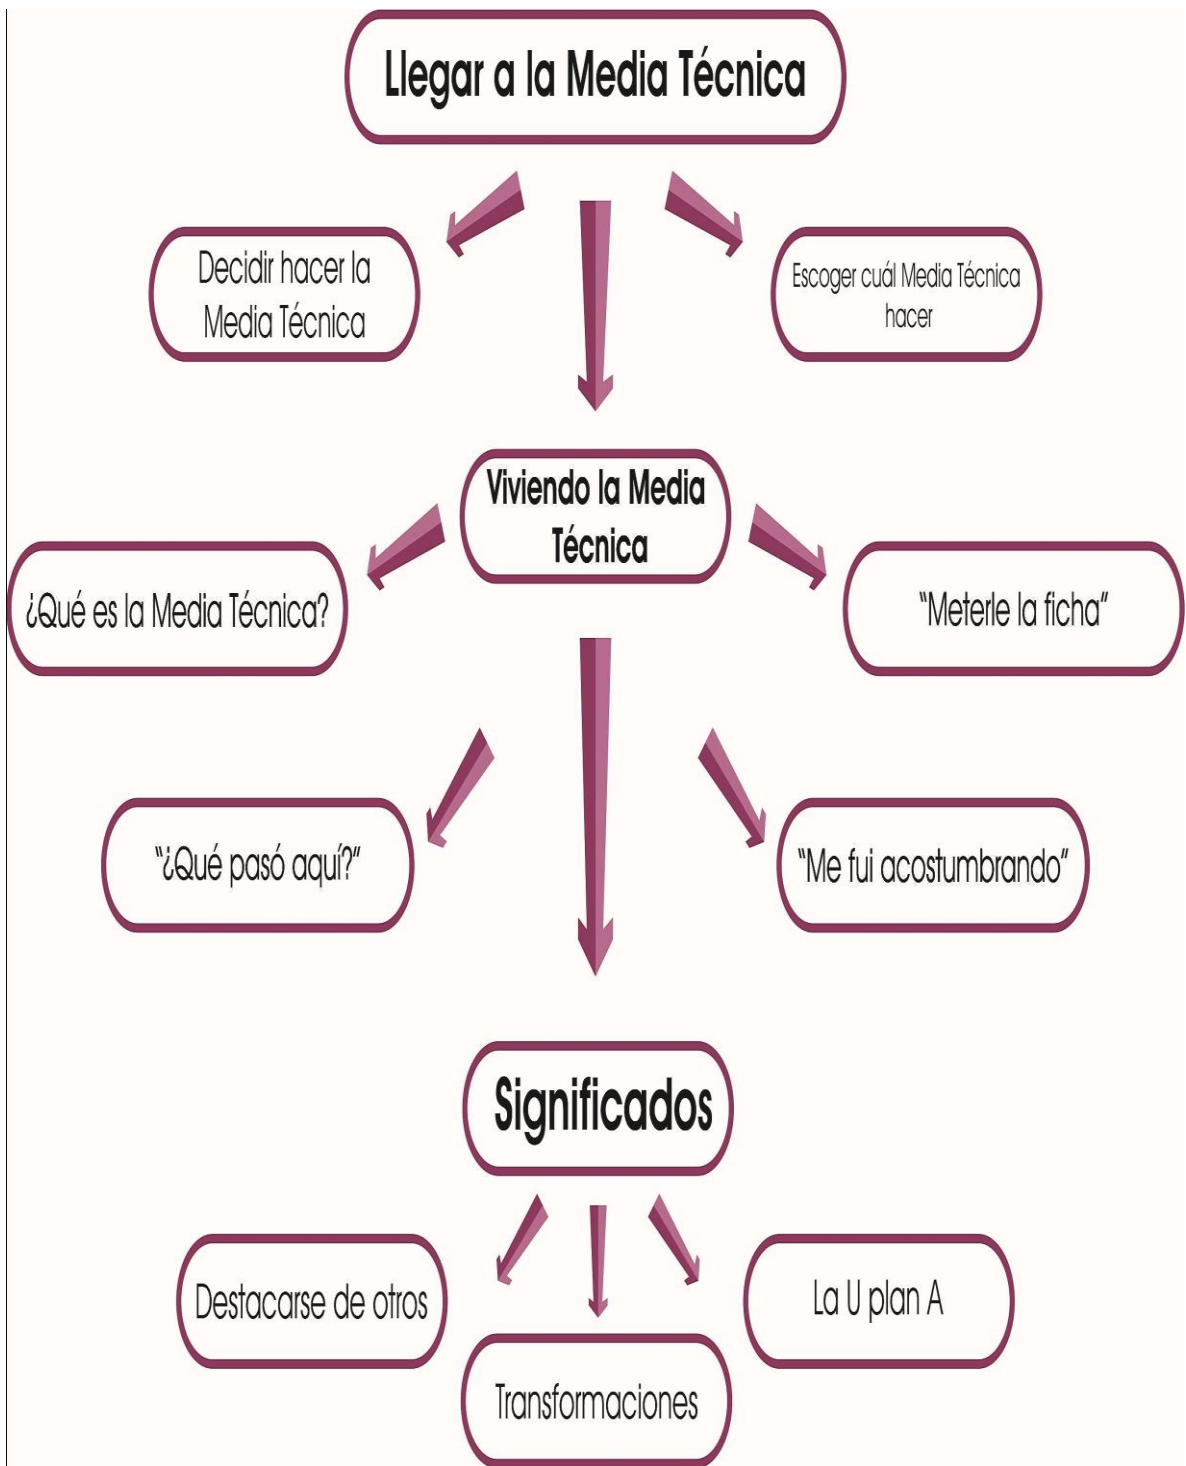 Llegar a la Media Técnica
Decidir hacer la
Media Técnica
Escoger cuál Media Técnica
hacer
Viviendo la Media
Técnica
¿Qué es la Media Técnica?
"Meterle la ficha"
"¿Qué pasó aquí?"
"Me fui acostumbrando"
Significados
Destacarse de otros
La U plan A
Transformaciones